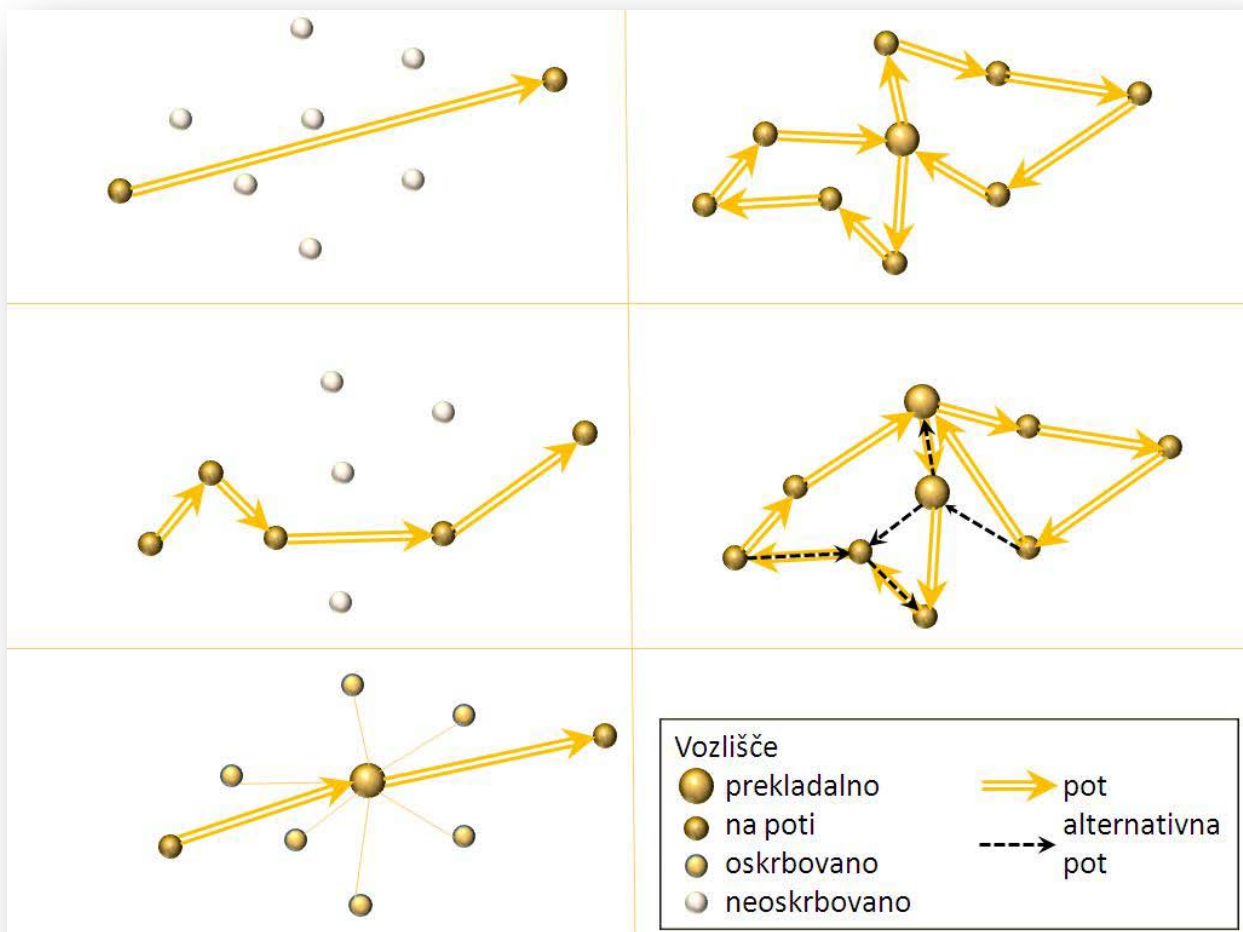 Vozlišče
prekladalno
na poti
oskrbovano
neoskrbovano
pot
alternativna
pot